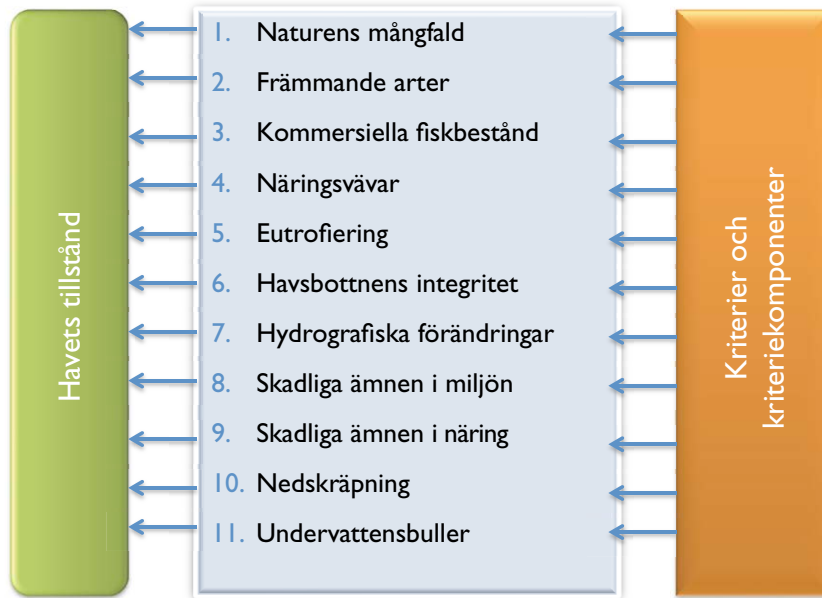 Havets tillstånd
1. Naturens mångfald
2. Främmande arter
3. Kommersiella fiskbestånd
4. Näringsvävar
5. Eutrofiering
6. Havsbottnens integritet
7. Hydrografiska förändringar
8. Skadliga ämnen i miljön
9. Skadliga ämnen i näring
10. Nedskräpning
11. Undervattensbuller
Kriterier och
kriteriekomponenter